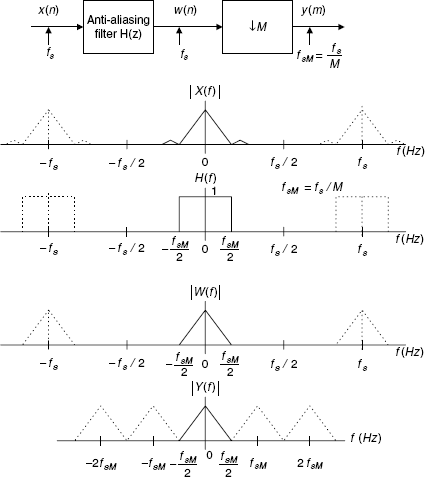 x(n) Anti-aliasing filter H(z) w(n) ↓M y(m)
f_s f_s f_sM = f_s / M
|X(f)|
−f_s −f_s / 2 0 f_s / 2 f_s f (Hz)
H(f)
1 f_sM = f_s / M
−f_s −f_s / 2 −f_sM/2 0 f_sM/2 f_s / 2 f_s f (Hz)
|W(f)|
−f_s −f_s / 2 −f_sM/2 0 f_sM/2 f_s / 2 f_s f (Hz)
|Y(f)|
−2f_sM −f_sM −f_sM/2 0 f_sM/2 f_sM 2f_sM f (Hz)